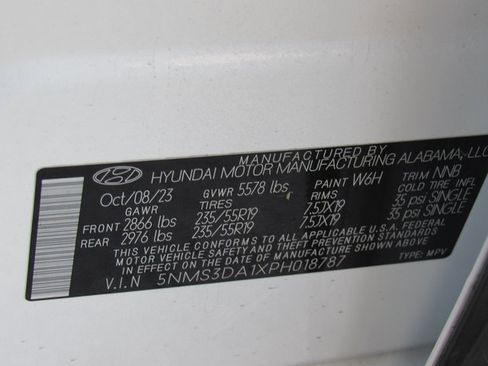 MANUFACTURED BY
HYUNDAI MOTOR MANUFACTURING ALABAMA, LLC
Oct/08/23 GVWR 5578 lbs PAINT W6H TRIM NNB
GAWR TIRES RIMS COLD TIRE INFL
FRONT 2866 lbs 235/55R19 7.5JX19 35 psi SINGLE
REAR 2976 lbs 235/55R19 7.5JX19 35 psi SINGLE
THIS VEHICLE CONFORMS TO ALL APPLICABLE U.S.A. FEDERAL
MOTOR VEHICLE SAFETY AND THEFT PREVENTION STANDARDS
IN EFFECT ON THE DATE OF MANUFACTURE SHOWN ABOVE.
V.I.N 5NMS3DA1XPH018787 TYPE: MPV